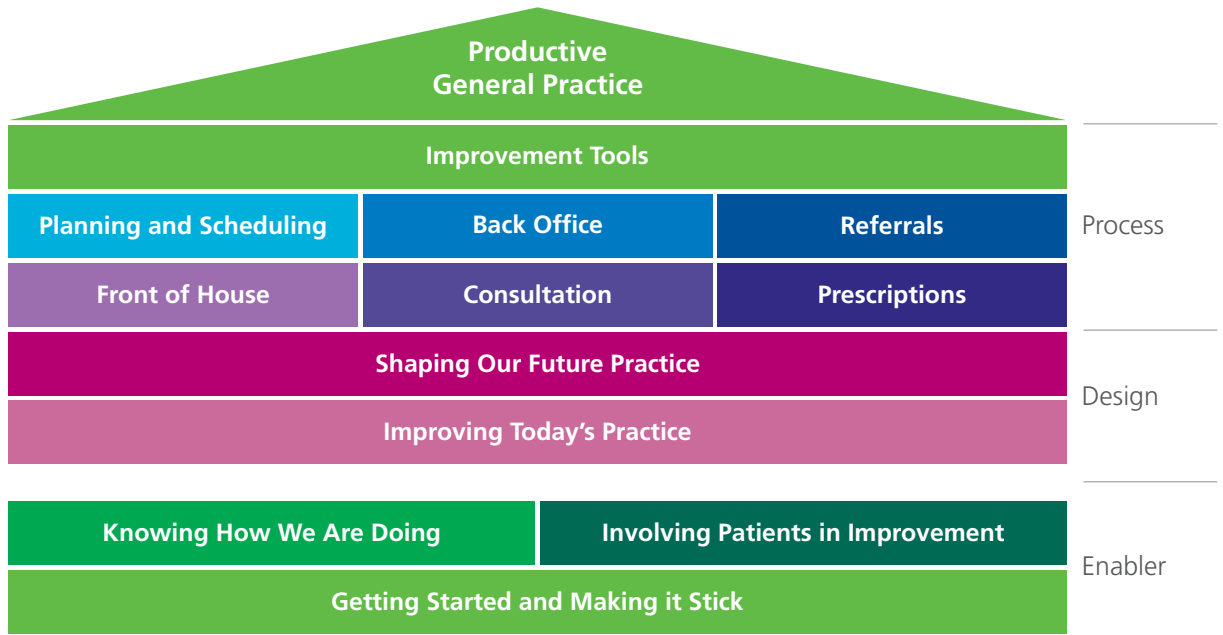 Productive
General Practice
Improvement Tools
Planning and Scheduling
Back Office
Referrals
Process
Front of House
Consultation
Prescriptions
Shaping Our Future Practice
Design
Improving Today’s Practice
Knowing How We Are Doing
Involving Patients in Improvement
Enabler
Getting Started and Making it Stick